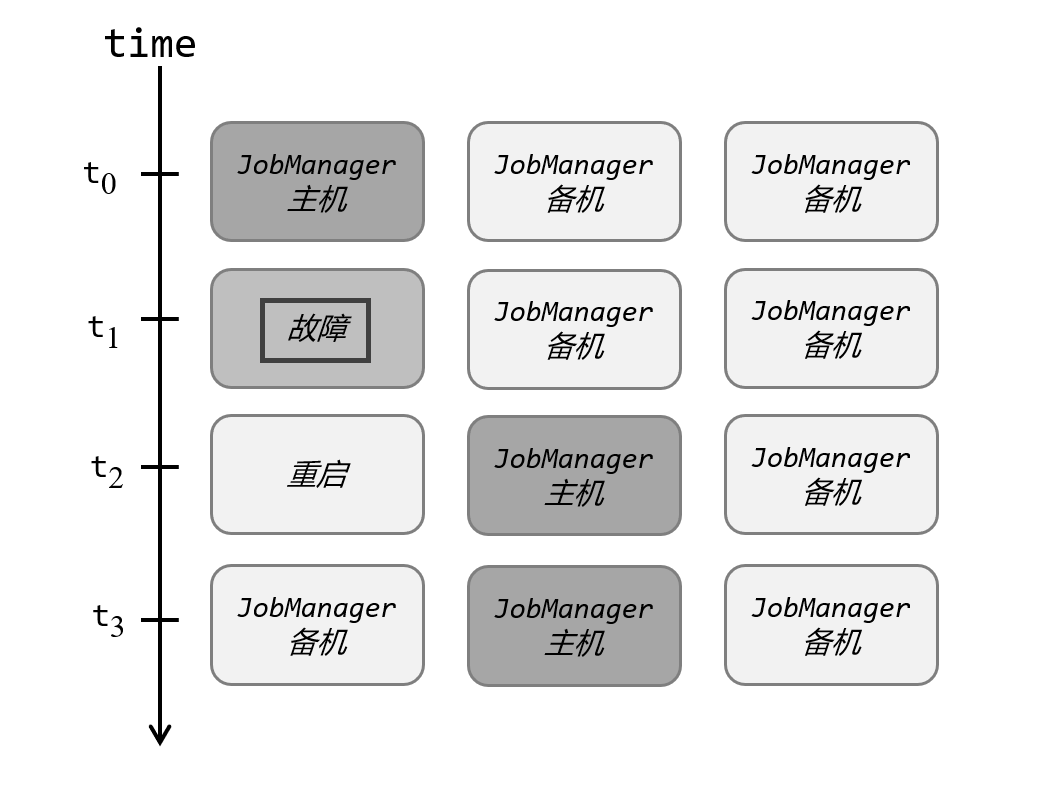 time
t0
JobManager
主机
JobManager
备机
JobManager
备机
t1
故障
JobManager
备机
JobManager
备机
t2
重启
JobManager
主机
JobManager
备机
t3
JobManager
备机
JobManager
主机
JobManager
备机